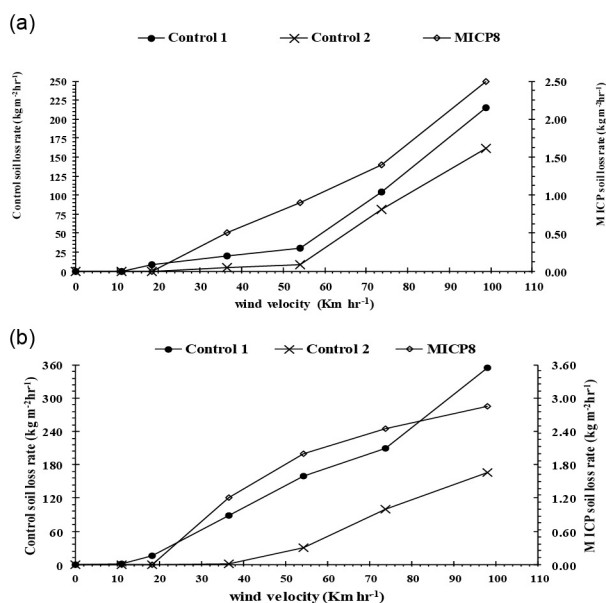 (a)
Control 1 Control 2 MICP8
Control soil loss rate (kg m⁻²hr⁻¹)
250
225
200
175
150
125
100
75
50
25
0
2.50
2.00
1.50
1.00
0.50
0.00
MICP soil loss rate (kg m⁻²hr⁻¹)
0 10 20 30 40 50 60 70 80 90 100 110
wind velocity (Km hr⁻¹)
(b)
Control 1 Control 2 MICP8
Control soil loss rate (kg m⁻²hr⁻¹)
360
300
240
180
120
60
0
3.60
3.00
2.40
1.80
1.20
0.60
0.00
MICP soil loss rate (kg m⁻²hr⁻¹)
0 10 20 30 40 50 60 70 80 90 100 110
wind velocity (Km hr⁻¹)